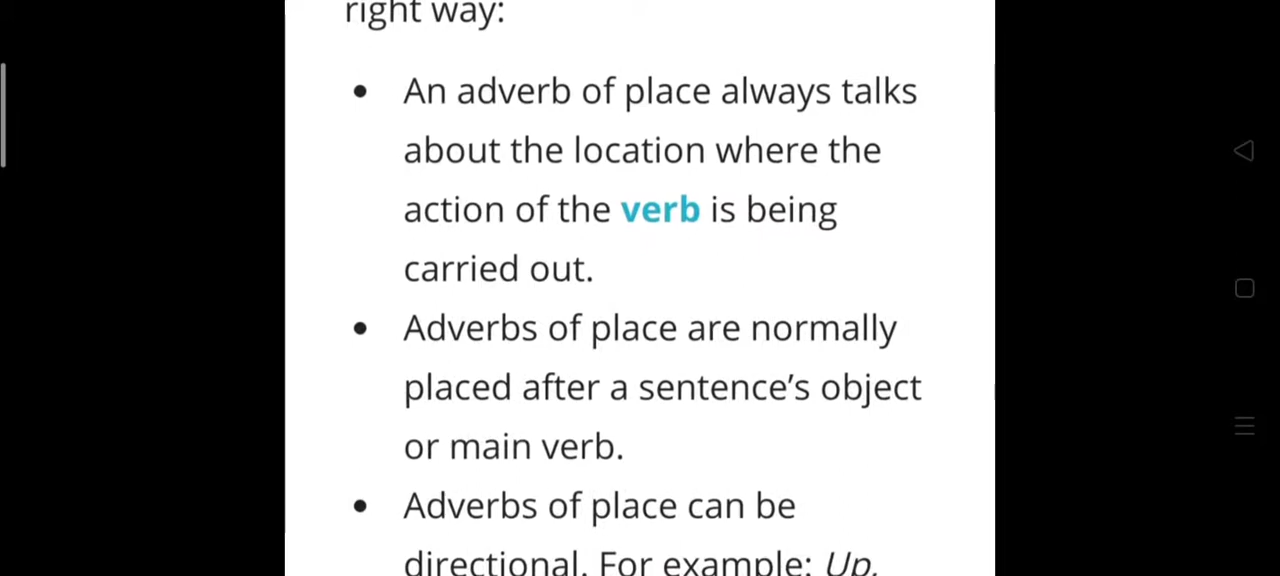 right way:
• An adverb of place always talks
about the location where the
action of the verb is being
carried out.
• Adverbs of place are normally
placed after a sentence’s object
or main verb.
• Adverbs of place can be
directional. For example: Up,